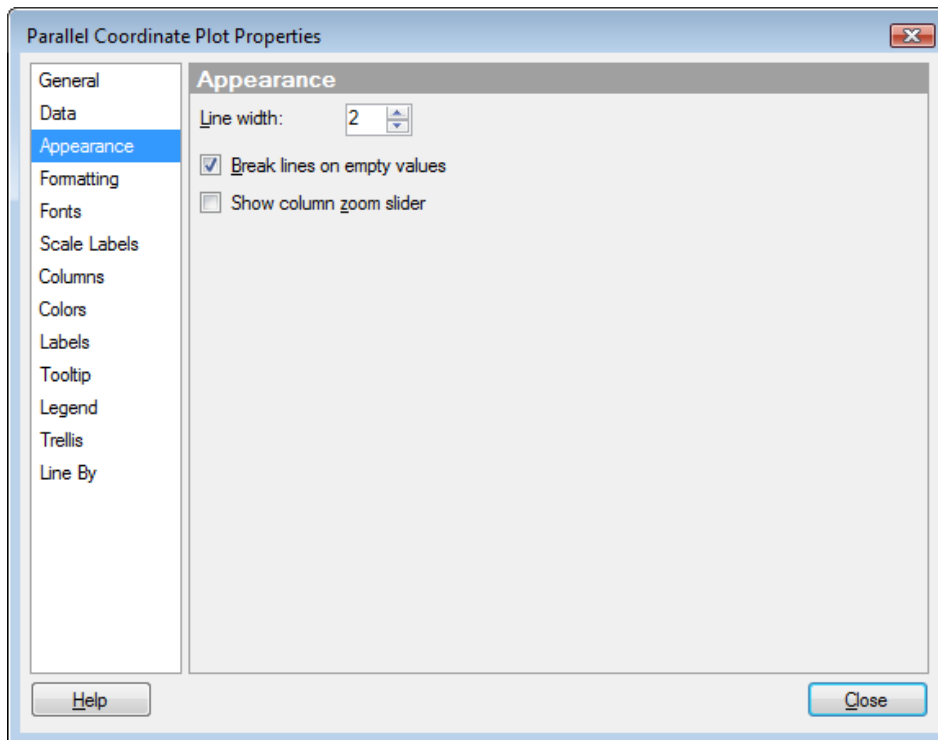 Parallel Coordinate Plot Properties
General
Data
Appearance
Formatting
Fonts
Scale Labels
Columns
Colors
Labels
Tooltip
Legend
Trellis
Line By
Appearance
Line width: 2
Break lines on empty values
Show column zoom slider
Help
Close